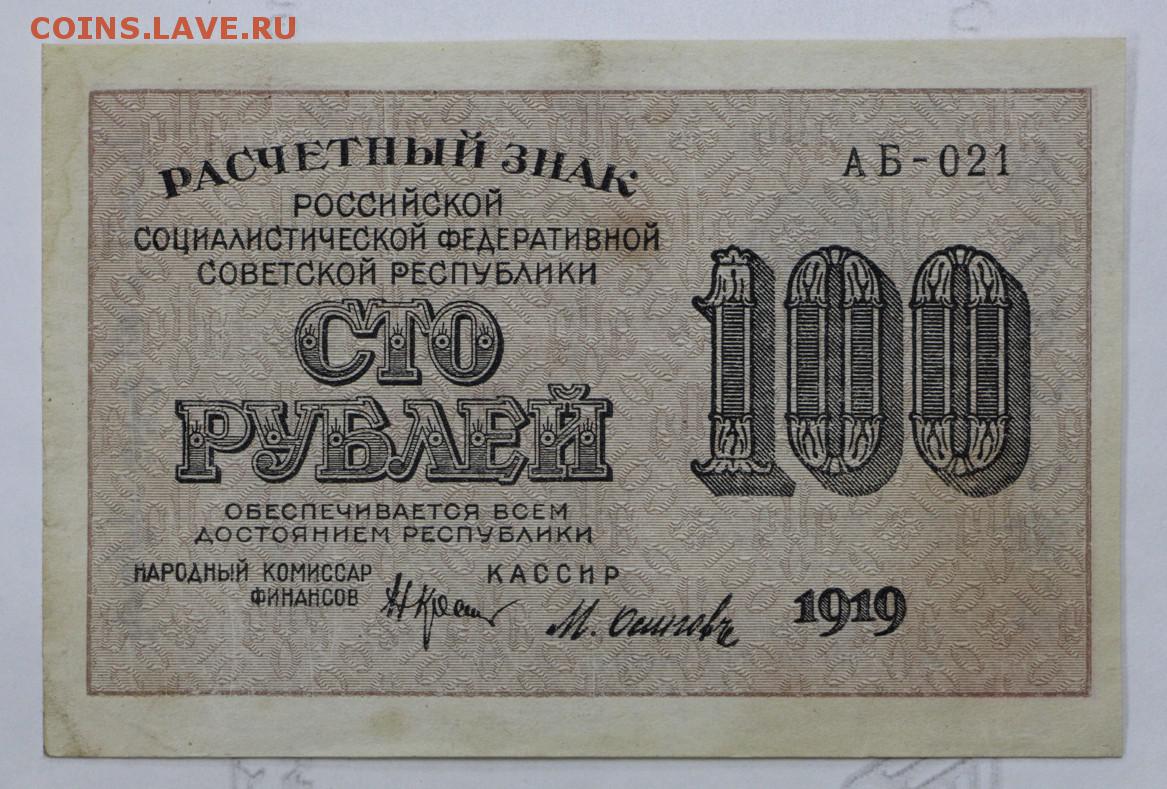 COINS.LAVE.RU
РАСЧЕТНЫЙ ЗНАК
РОССИЙСКОЙ
СОЦИАЛИСТИЧЕСКОЙ ФЕДЕРАТИВНОЙ
СОВЕТСКОЙ РЕСПУБЛИКИ
АБ-021
СТО
РУБЛЕЙ
100
ОБЕСПЕЧИВАЕТСЯ ВСЕМ
ДОСТОЯНИЕМ РЕСПУБЛИКИ
НАРОДНЫЙ КОМИССАР
ФИНАНСОВ
КАССИР
М. Осиповъ
1919